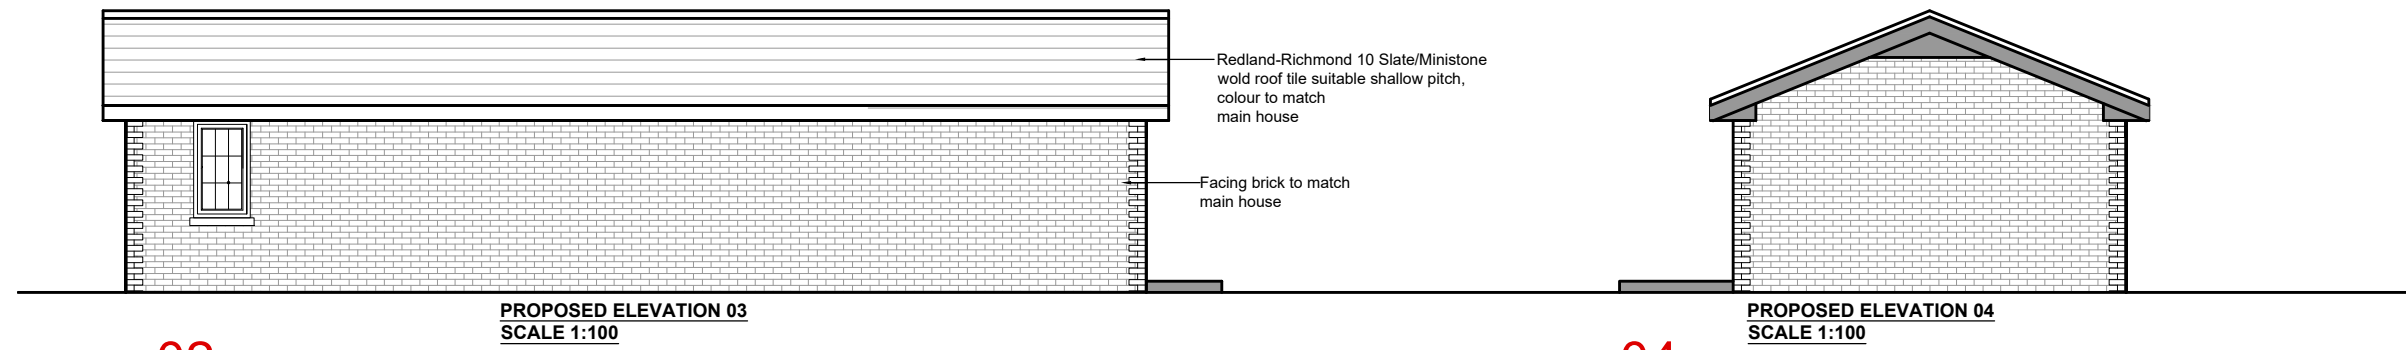 Redland-Richmond 10 Slate/Ministone
wold roof tile suitable shallow pitch,
colour to match
main house
Facing brick to match
main house
PROPOSED ELEVATION 03
SCALE 1:100
PROPOSED ELEVATION 04
SCALE 1:100